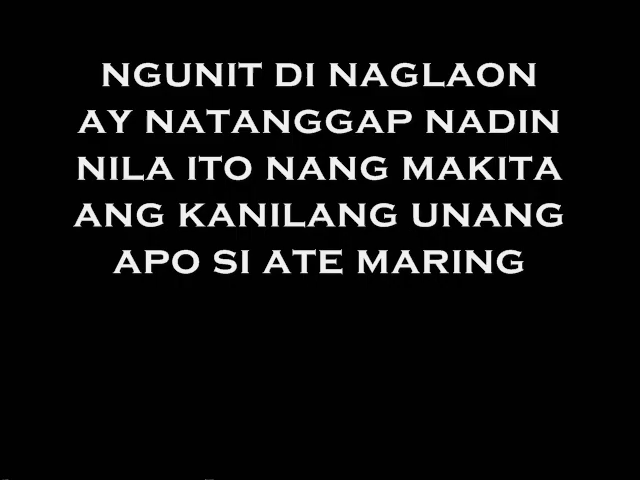 NGUNIT DI NAGLAON
AY NATANGGAP NADIN
NILA ITO NANG MAKITA
ANG KANILANG UNANG
APO SI ATE MARING